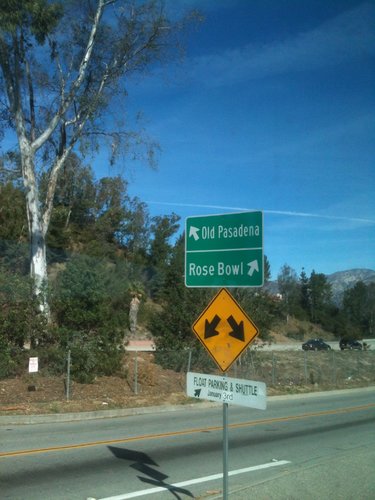 Old Pasadena
Rose Bowl
FLOAT PARKING & SHUTTLE
January 3rd